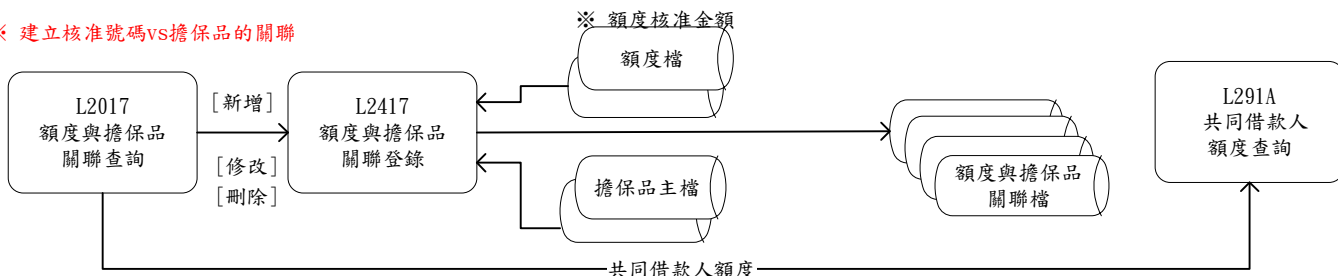 ※ 建立核准號碼vs擔保品的關聯
※ 額度核准金額
額度檔
L2017
額度與擔保品
關聯查詢
[新增]
[修改]
[刪除]
L2417
額度與擔保品
關聯登錄
擔保品主檔
額度與擔保品
關聯檔
L291A
共同借款人
額度查詢
共同借款人額度